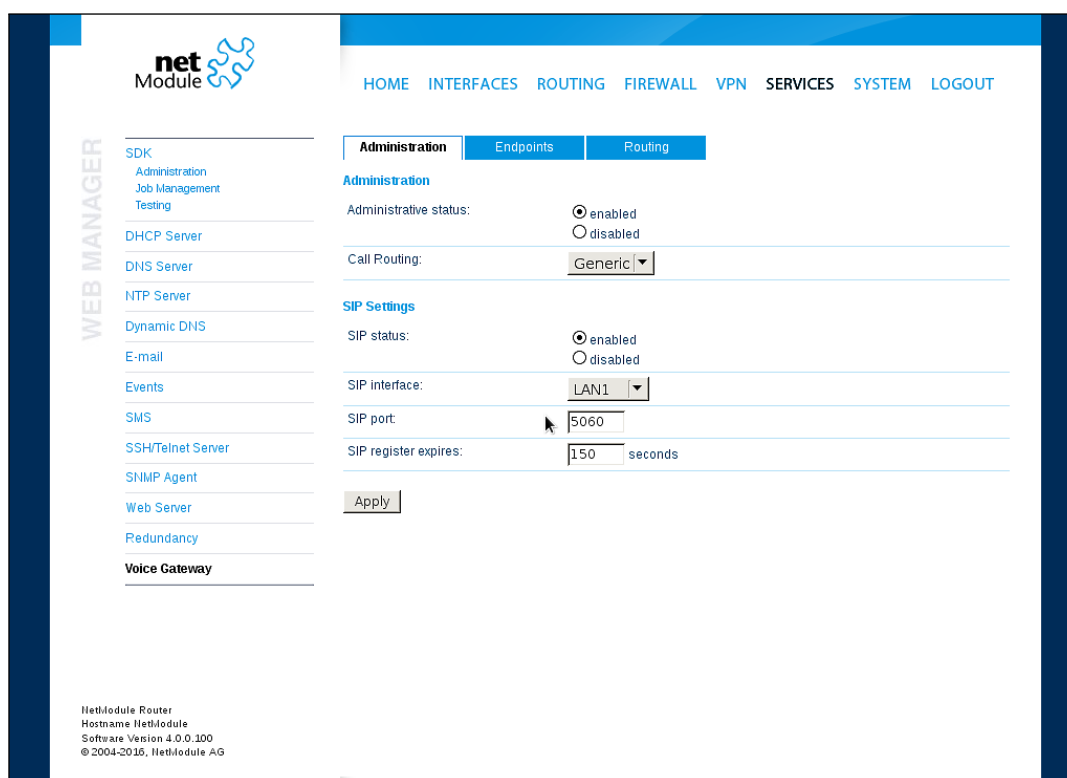 net
Module
HOME INTERFACES ROUTING FIREWALL VPN SERVICES SYSTEM LOGOUT
WEB MANAGER
SDK
Administration
Job Management
Testing
DHCP Server
DNS Server
NTP Server
Dynamic DNS
E-mail
Events
SMS
SSH/Telnet Server
SNMP Agent
Web Server
Redundancy
Voice Gateway
Administration Endpoints Routing
Administration
Administrative status: enabled
disabled
Call Routing: Generic
SIP Settings
SIP status: enabled
disabled
SIP interface: LAN1
SIP port: 5060
SIP register expires: 150 seconds
Apply
NetModule Router
Hostname NetModule
Software Version 4.0.0.100
© 2004-2016, NetModule AG